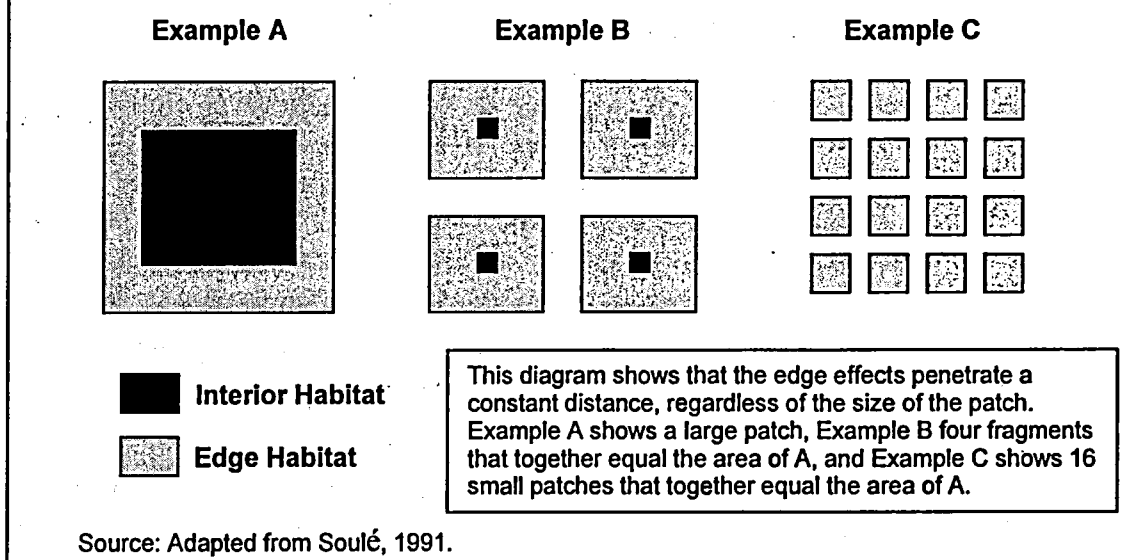 Example A
Example B
Example C
Interior Habitat
Edge Habitat
This diagram shows that the edge effects penetrate a
constant distance, regardless of the size of the patch.
Example A shows a large patch, Example B four fragments
that together equal the area of A, and Example C shows 16
small patches that together equal the area of A.
Source: Adapted from Soulé, 1991.